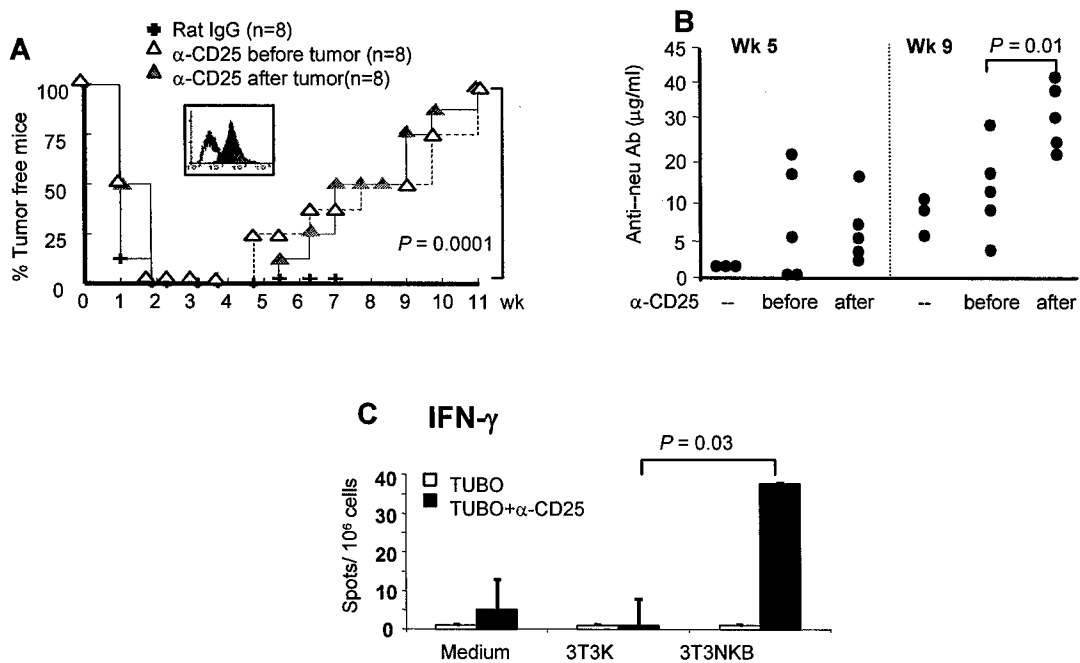 A
Rat IgG (n=8)
α-CD25 before tumor (n=8)
α-CD25 after tumor(n=8)
100
75
50
25
0
% Tumor free mice
P = 0.0001
0 1 2 3 4 5 6 7 8 9 10 11 wk
B
Wk 5 Wk 9
P = 0.01
45
40
30
20
10
5
0
Anti--neu Ab (μg/ml)
α-CD25 -- before after -- before after
C IFN-γ
P = 0.03
TUBO
TUBO+α-CD25
40
30
20
10
0
Spots/ 10⁶ cells
Medium 3T3K 3T3NKB